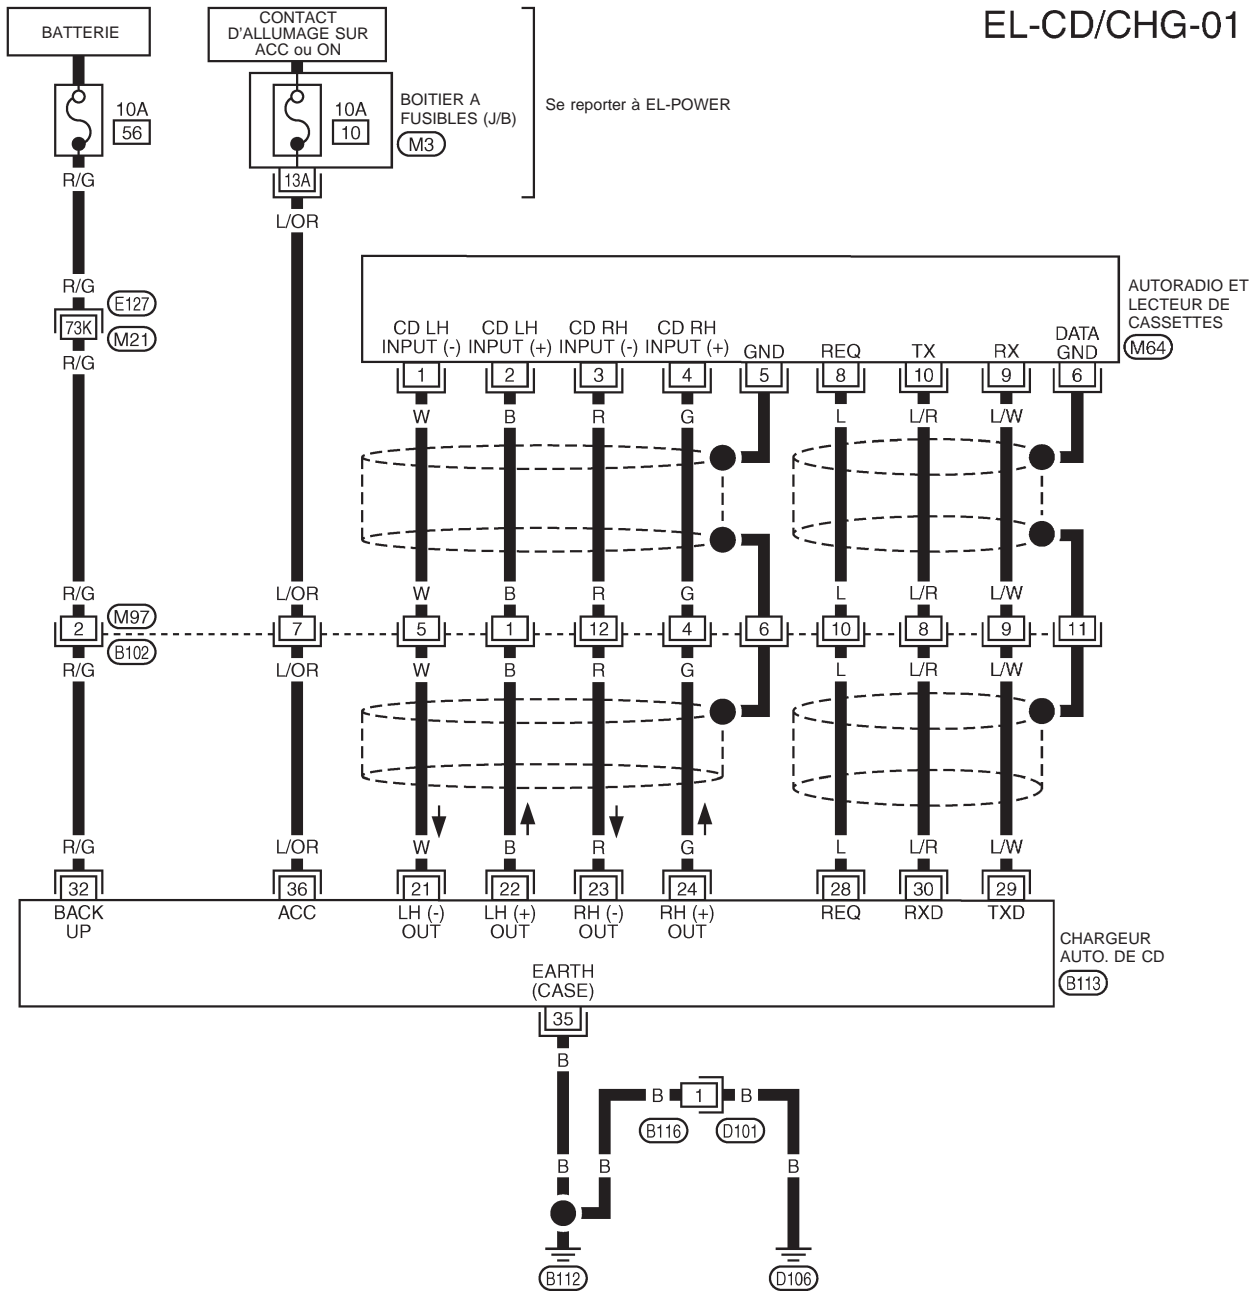 EL-CD/CHG-01
BATTERIE
CONTACT
D'ALLUMAGE SUR
ACC ou ON
10A
56
10A
10
BOITIER A
FUSIBLES (J/B)
M3
Se reporter à EL-POWER
R/G
13A
L/OR
R/G
E127
73K
M21
R/G
AUTORADIO ET
LECTEUR DE
CASSETTES
M64
CD LH
INPUT (-)
CD LH
INPUT (+)
CD RH
INPUT (-)
CD RH
INPUT (+)
GND
REQ
TX
RX
DATA
GND
1 2 3 4 5 8 10 9 6
W B R G L L/R L/W
R/G L/OR W B R G L L/R L/W
M97
2 7 5 1 12 4 6 10 8 9 11
B102
R/G L/OR W B R G L L/R L/W
R/G L/OR W B R G L L/R L/W
32 36 21 22 23 24 28 30 29
BACK
UP
ACC
LH (-)
OUT
LH (+)
OUT
RH (-)
OUT
RH (+)
OUT
REQ
RXD
TXD
CHARGEUR
AUTO. DE CD
B113
EARTH
(CASE)
35
B
B 1 B
B116 D101
B B B
B112 D106